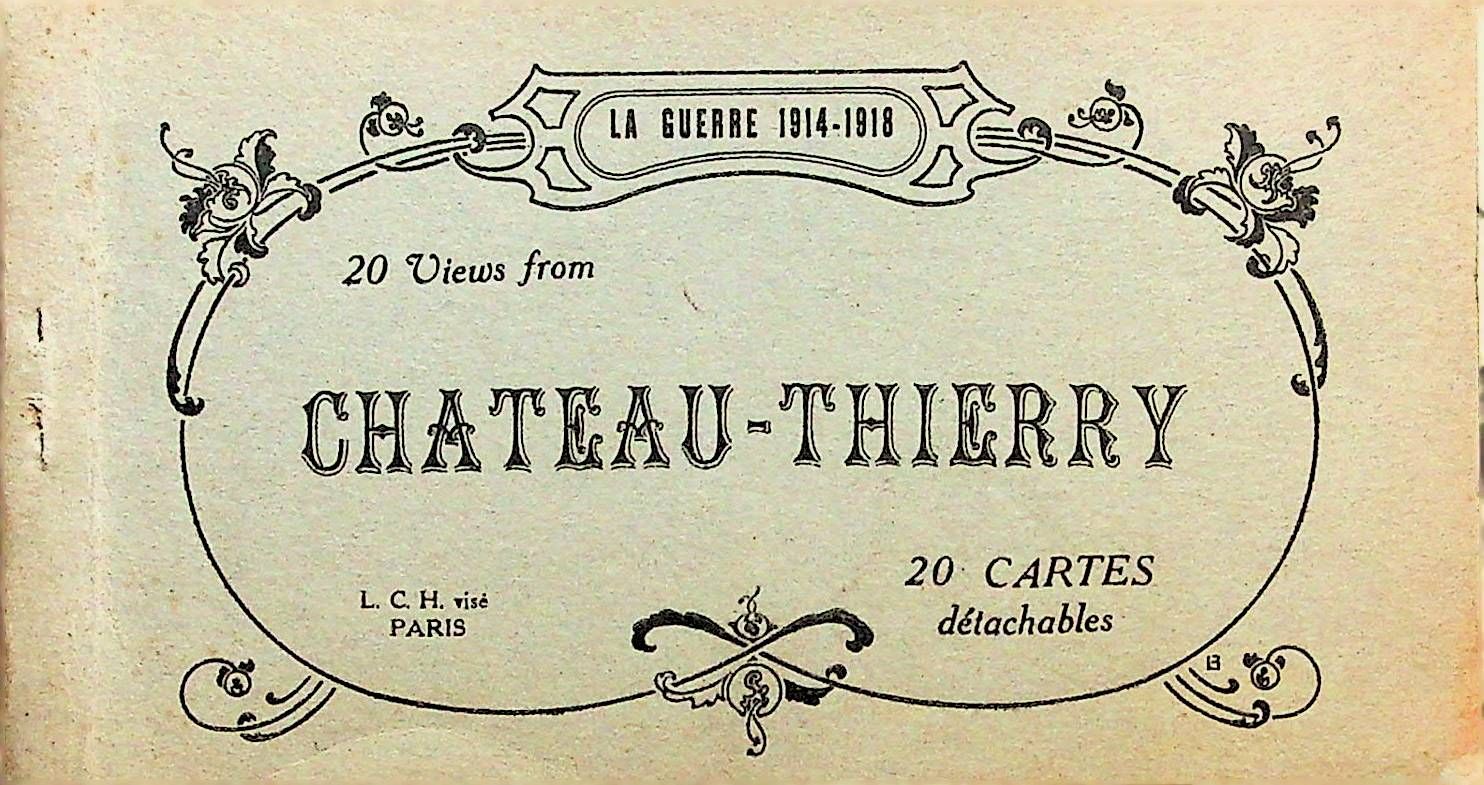 LA GUERRE 1914-1918
20 Views from
CHATEAU-THIERRY
20 CARTES
détachables
L. C. H. visé
PARIS